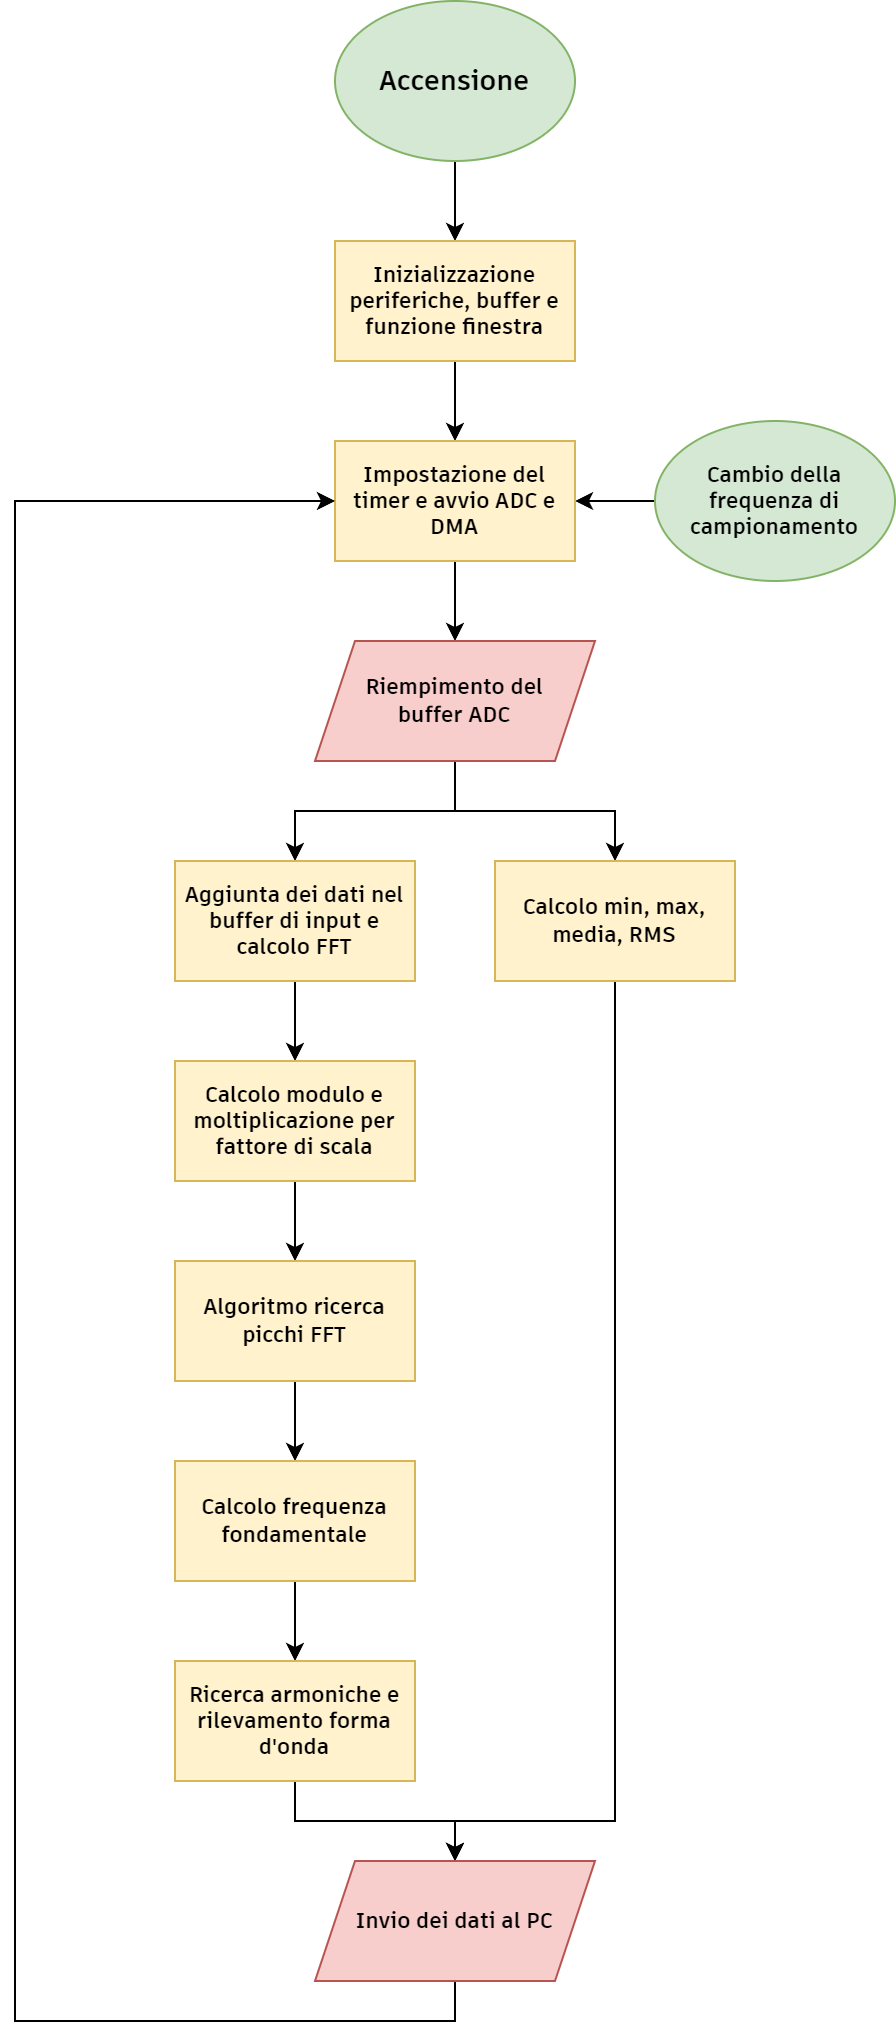 Accensione
Inizializzazione
periferiche, buffer e
funzione finestra
Impostazione del
timer e avvio ADC e
DMA
Cambio della
frequenza di
campionamento
Riempimento del
buffer ADC
Aggiunta dei dati nel
buffer di input e
calcolo FFT
Calcolo min, max,
media, RMS
Calcolo modulo e
moltiplicazione per
fattore di scala
Algoritmo ricerca
picchi FFT
Calcolo frequenza
fondamentale
Ricerca armoniche e
rilevamento forma
d'onda
Invio dei dati al PC